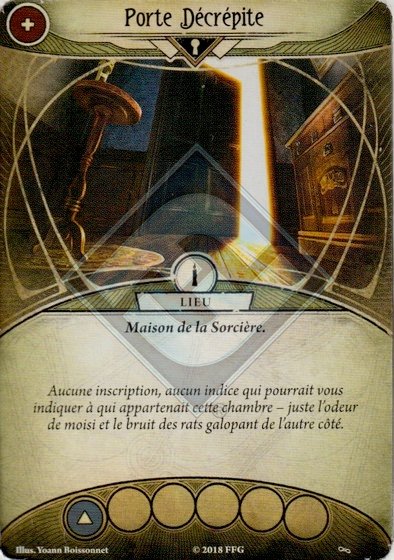 Porte Décrépite
LIEU
Maison de la Sorcière.
Aucune inscription, aucun indice qui pourrait vous
indiquer à qui appartenait cette chambre – juste l'odeur
de moisi et le bruit des rats galopant de l'autre côté.
Illus. Yoann Boissonnet © 2018 FFG